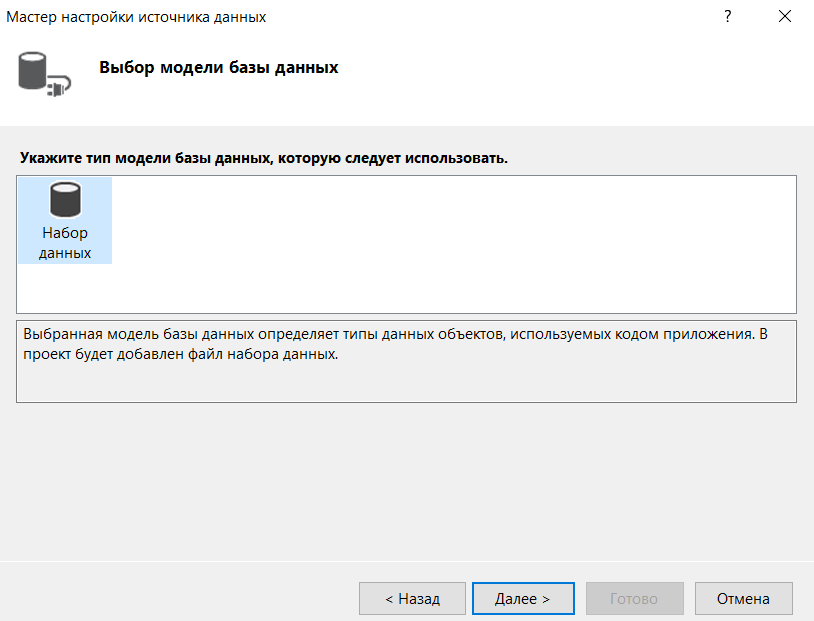 Мастер настройки источника данных
?
Выбор модели базы данных
Укажите тип модели базы данных, которую следует использовать.
Набор
данных
Выбранная модель базы данных определяет типы данных объектов, используемых кодом приложения. В
проект будет добавлен файл набора данных.
< Назад
Далее >
Готово
Отмена